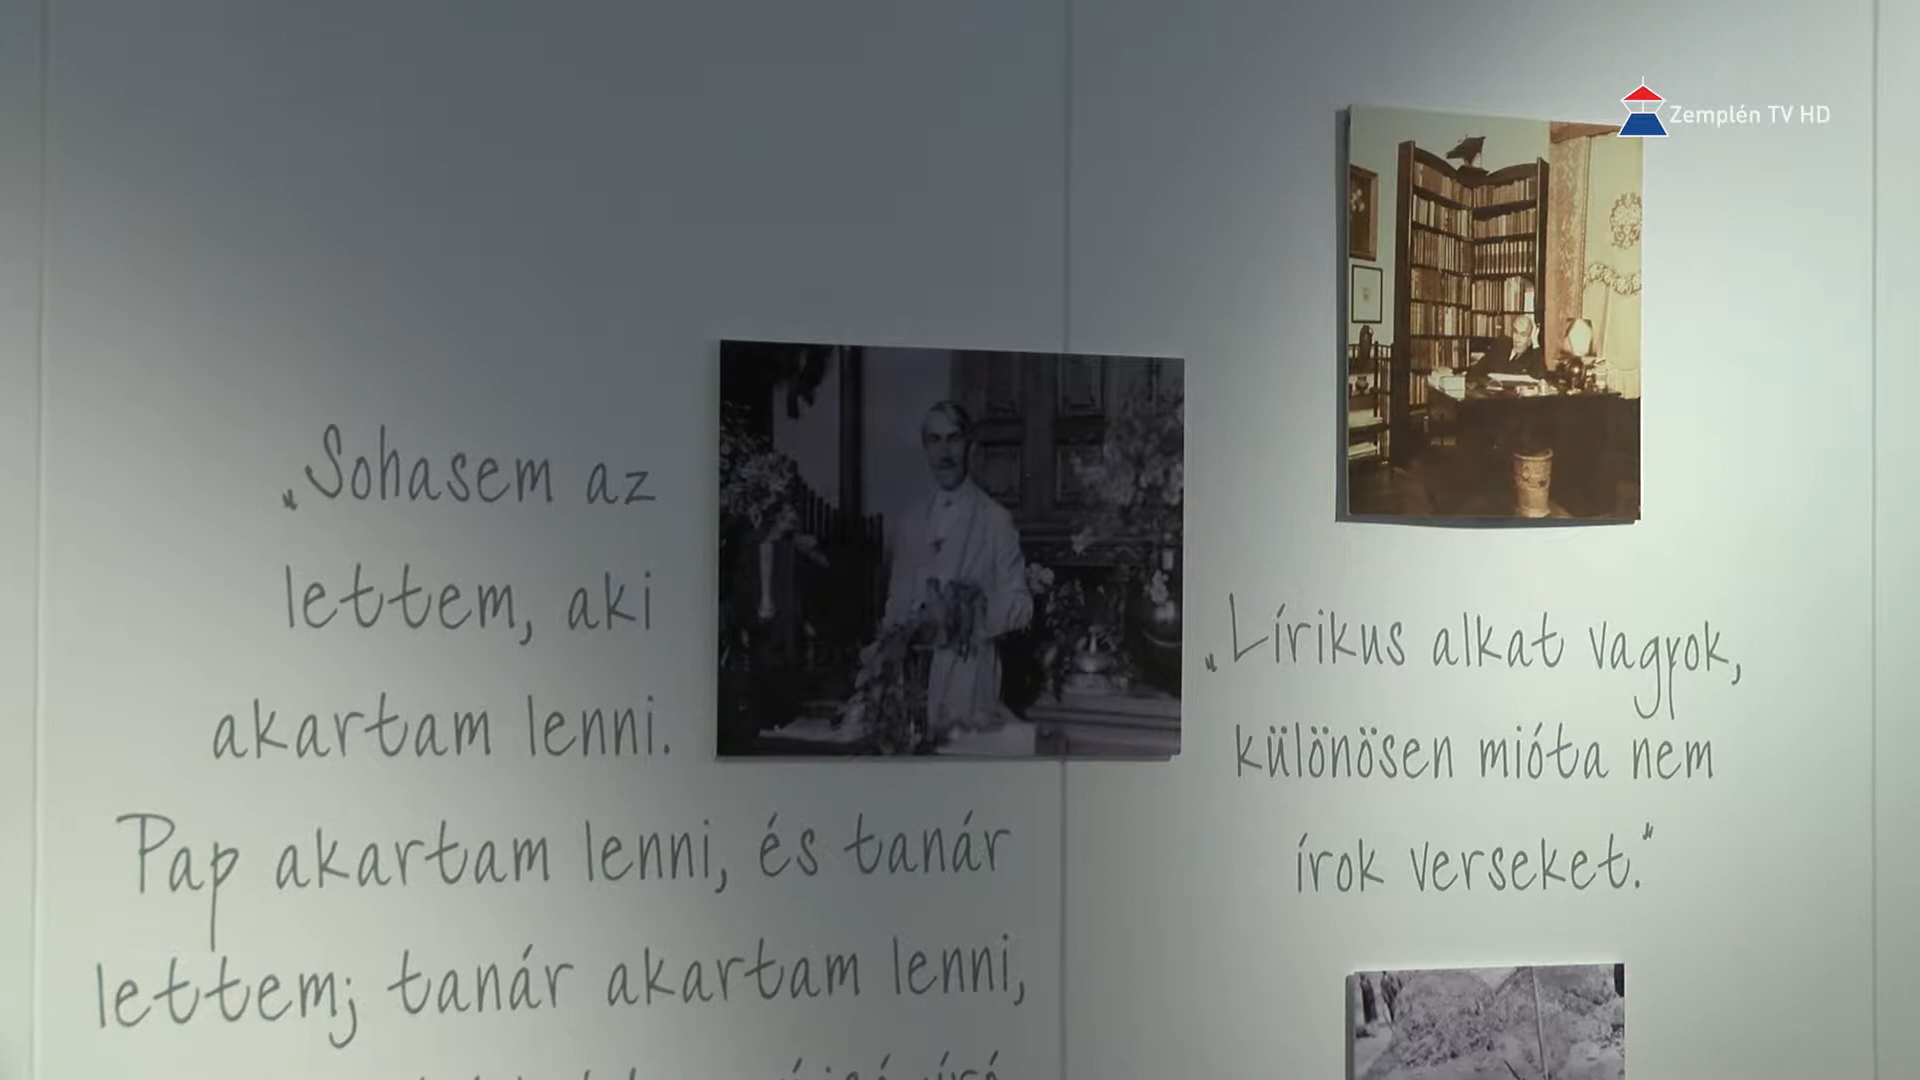 Zemplén TV HD
„Sohasem az
lettem, aki
akartam lenni.
Pap akartam lenni, és tanár
lettem; tanár akartam lenni,
„Lírikus alkat vagyok,
különösen mióta nem
írok verseket."